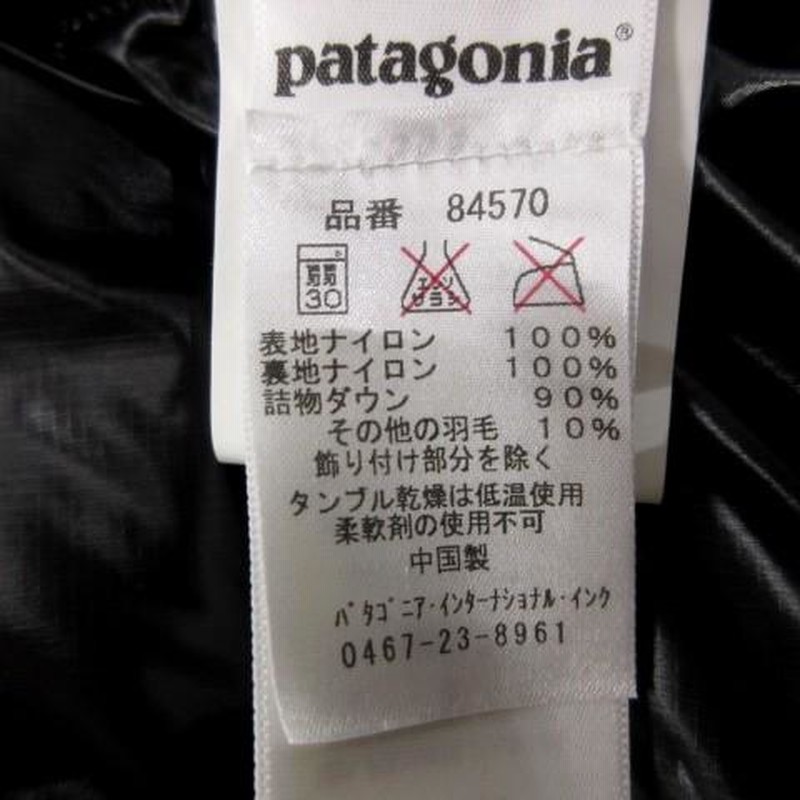 patagonia®
品番 84570
30
エンソ
サラシ
表地ナイロン 100%
裏地ナイロン 100%
詰物ダウン 90%
その他の羽毛 10%
飾り付け部分を除く
タンブル乾燥は低温使用
柔軟剤の使用不可
中国製
パタゴニア・インターナショナル・インク
0467-23-8961